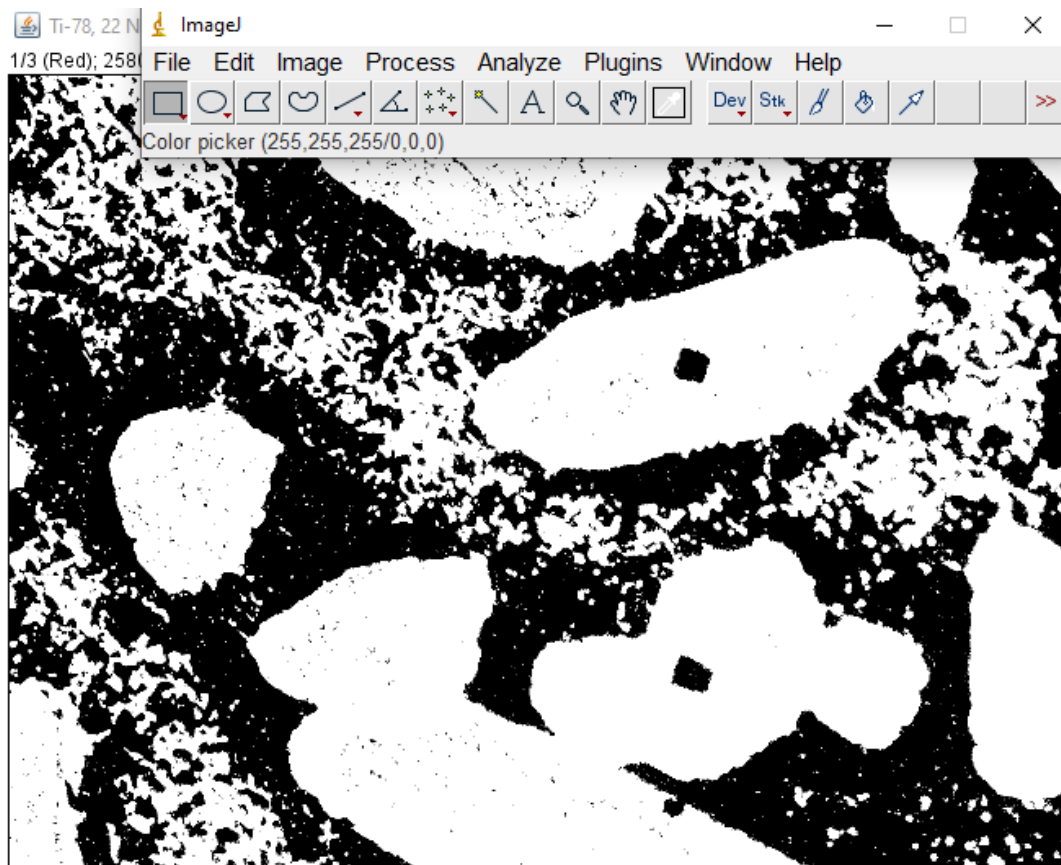 Ti-78, 22 N
ImageJ
1/3 (Red); 258
File Edit Image Process Analyze Plugins Window Help
A Dev Stk >>
Color picker (255,255,255/0,0,0)